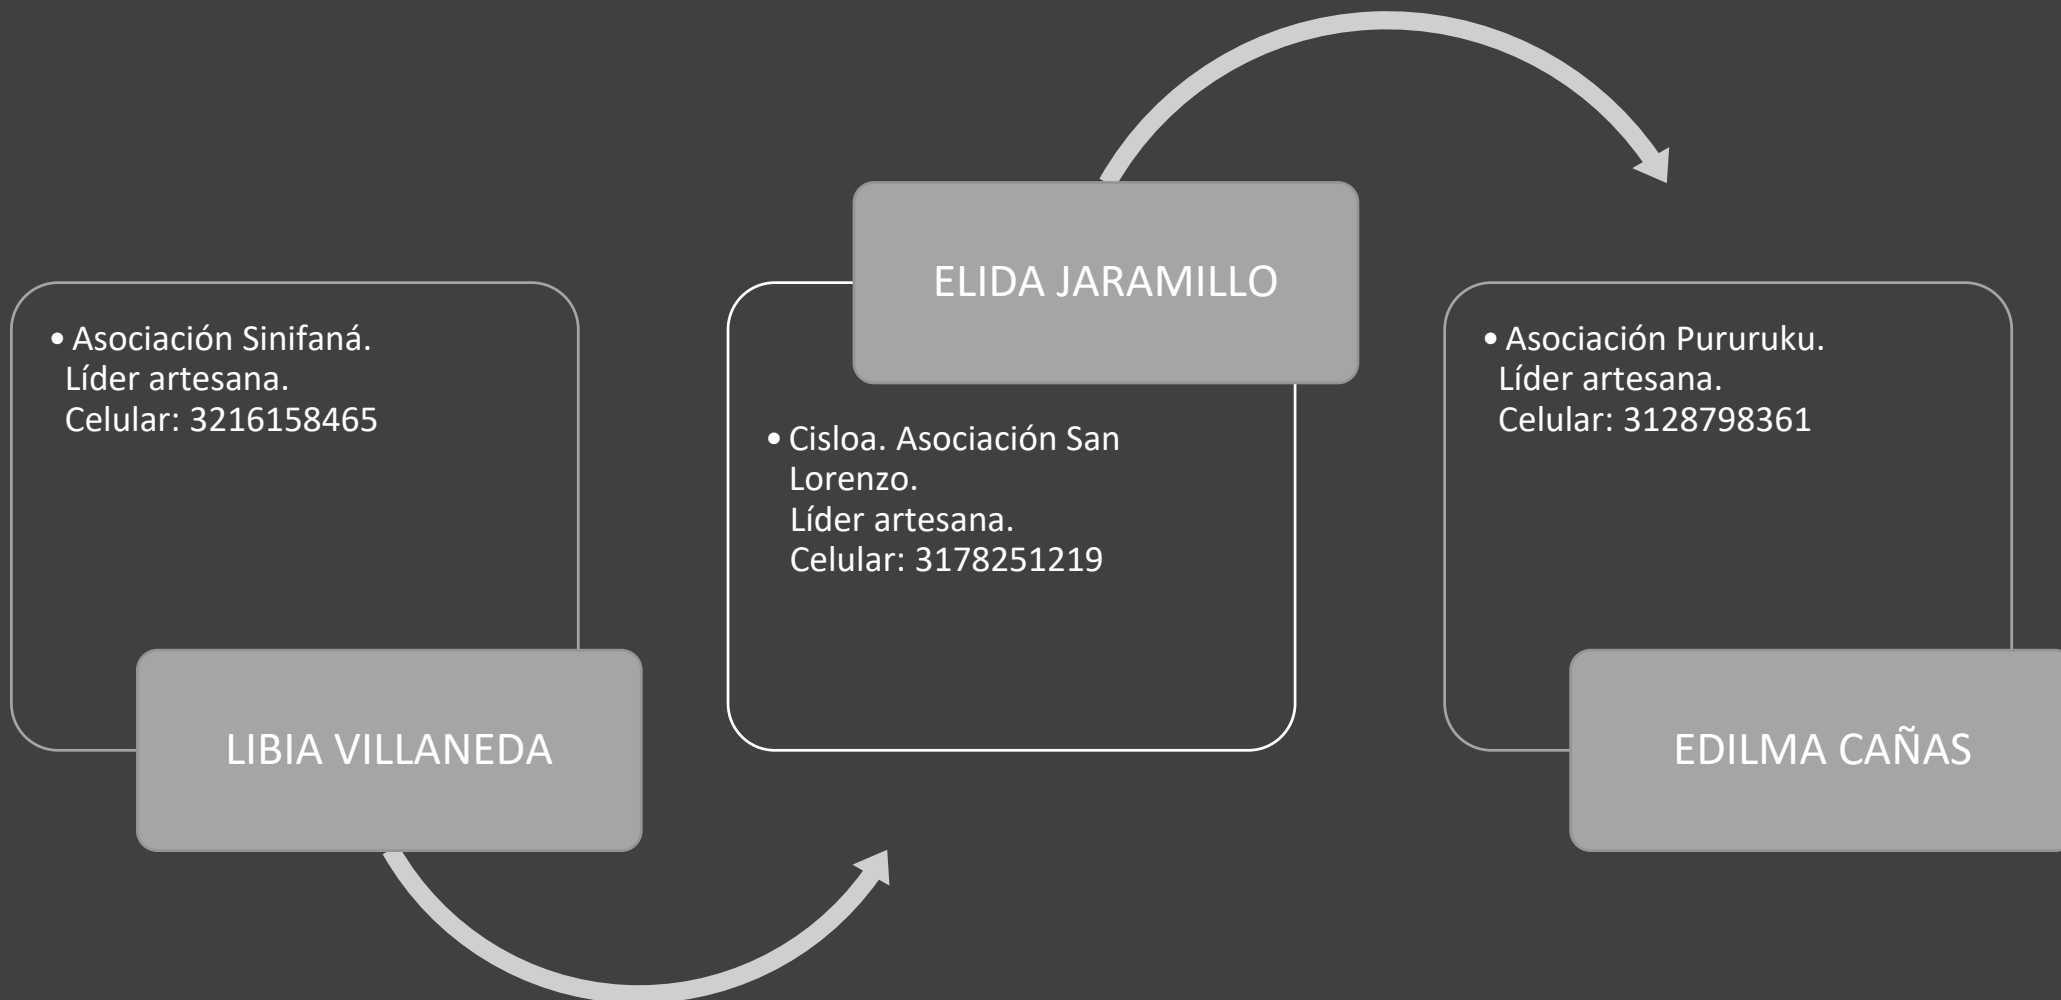 • Asociación Sinifaná.
Líder artesana.
Celular: 3216158465
LIBIA VILLANEDA
ELIDA JARAMILLO
• Cisloa. Asociación San
Lorenzo.
Líder artesana.
Celular: 3178251219
• Asociación Pururuku.
Líder artesana.
Celular: 3128798361
EDILMA CAÑAS